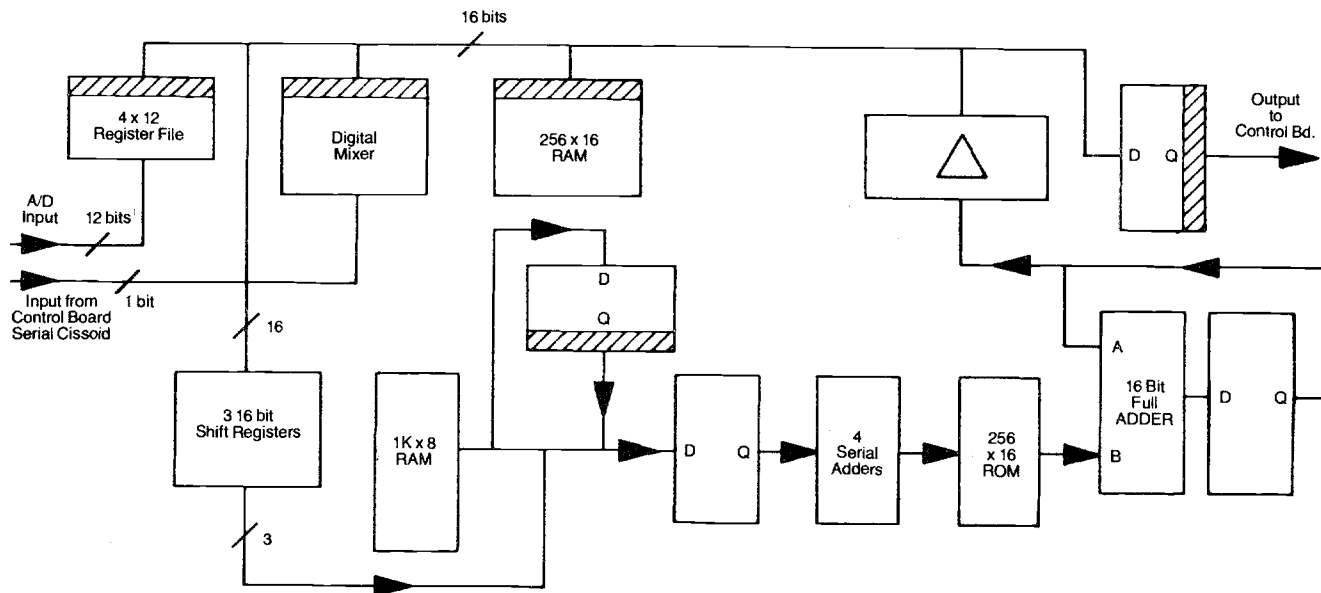 16 bits
4 x 12
Register File
Digital
Mixer
256 x 16
RAM
D Q
Output
to
Control Bd.
A/D
Input
12 bits
Input from
Control Board
Serial Cissoid
1 bit
16
D
Q
3 16 bit
Shift Registers
1K x 8
RAM
D Q
4
Serial
Adders
256
x 16
ROM
A
16 Bit
Full
ADDER
B
D Q
3